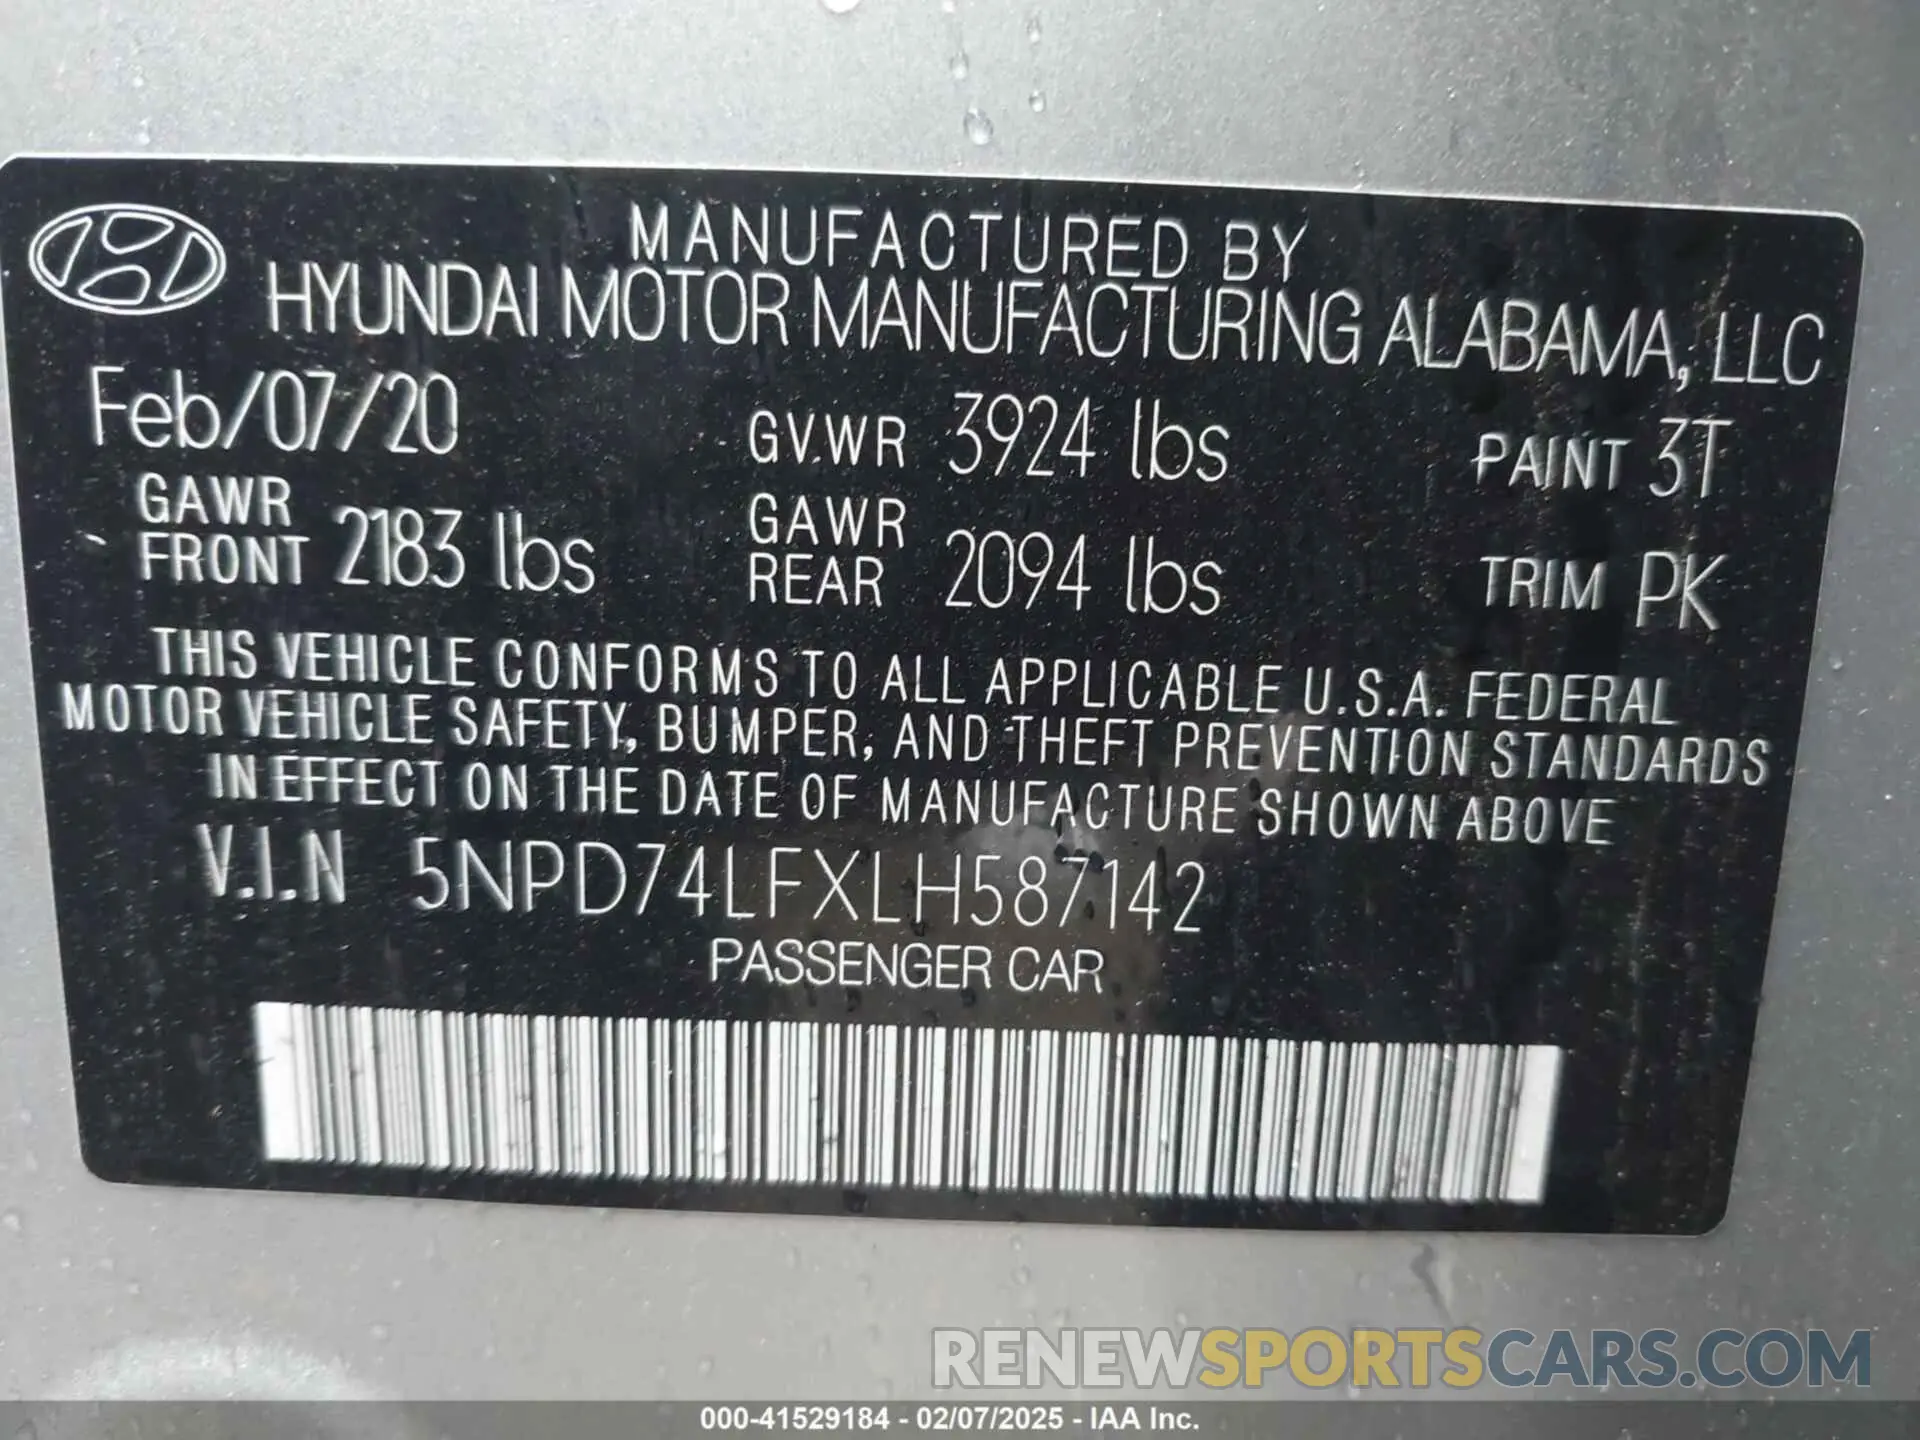 MANUFACTURED BY
HYUNDAI MOTOR MANUFACTURING ALABAMA, LLC
Feb/07/20 GVWR 3924 lbs PAINT 3T
GAWR FRONT 2183 lbs GAWR REAR 2094 lbs TRIM PK
THIS VEHICLE CONFORMS TO ALL APPLICABLE U.S.A. FEDERAL
MOTOR VEHICLE SAFETY, BUMPER, AND THEFT PREVENTION STANDARDS
IN EFFECT ON THE DATE OF MANUFACTURE SHOWN ABOVE
V.I.N 5NPD74LFXLH587142
PASSENGER CAR
RENEWSPORTSCARS.COM
000-41529184 - 02/07/2025 - IAA Inc.